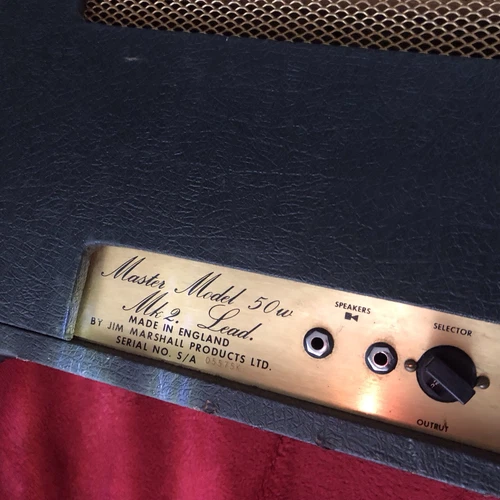 Master Model 50w
Mk 2. Lead.
MADE IN ENGLAND
BY JIM MARSHALL PRODUCTS LTD.
SERIAL NO. S/A
SPEAKERS
SELECTOR
OUTPUT